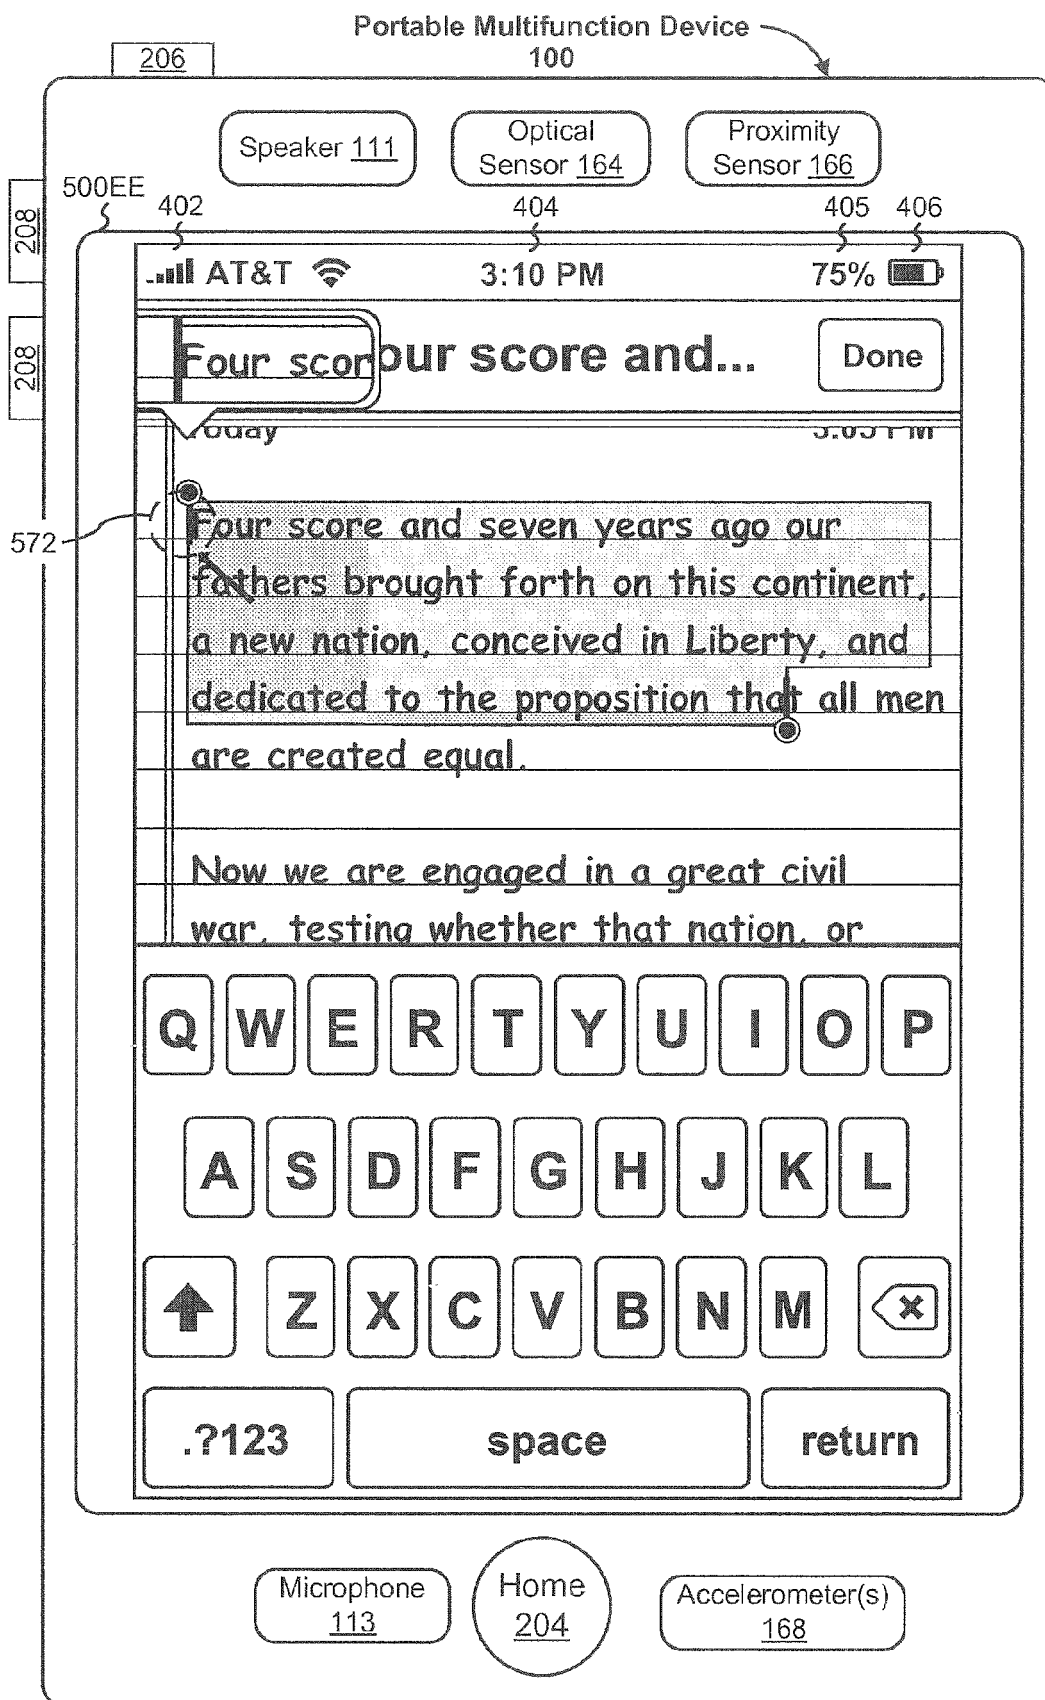 Portable Multifunction Device
100
206
Speaker 111
Optical
Sensor 164
Proximity
Sensor 166
208
500EE
402
404
405
406
AT&T
3:10 PM
75%
208
Four scor
our score and...
Done
Today
3:05 PM
572
Four score and seven years ago our
fathers brought forth on this continent,
a new nation, conceived in Liberty, and
dedicated to the proposition that all men
are created equal.
Now we are engaged in a great civil
war, testing whether that nation, or
Q W E R T Y U I O P
A S D F G H J K L
Z X C V B N M
.?123
space
return
Microphone
113
Home
204
Accelerometer(s)
168